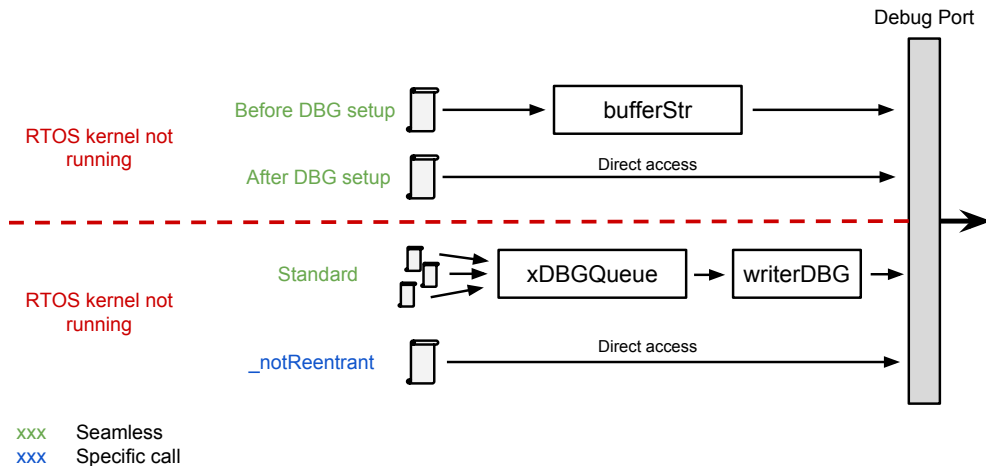 Debug Port
Before DBG setup
bufferStr
RTOS kernel not
running
After DBG setup
Direct access
Standard
xDBGQueue
writerDBG
RTOS kernel not
running
_notReentrant
Direct access
xxx Seamless
xxx Specific call